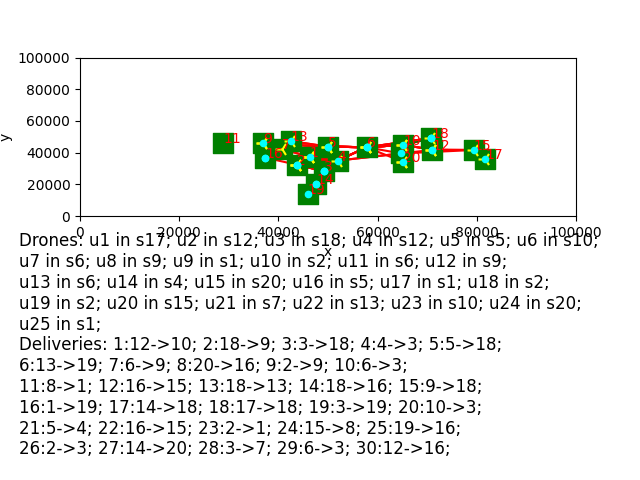 100000
80000
60000
40000
20000
0
y
11
3
13
2
5
17
0 20000 40000 60000 80000 100000
x
Drones: u1 in s17; u2 in s12; u3 in s18; u4 in s12; u5 in s5; u6 in s10;
u7 in s6; u8 in s9; u9 in s1; u10 in s2; u11 in s6; u12 in s9;
u13 in s6; u14 in s4; u15 in s20; u16 in s5; u17 in s1; u18 in s2;
u19 in s2; u20 in s15; u21 in s7; u22 in s13; u23 in s10; u24 in s20;
u25 in s1;
Deliveries: 1:12->10; 2:18->9; 3:3->18; 4:4->3; 5:5->18;
6:13->19; 7:6->9; 8:20->16; 9:2->9; 10:6->3;
11:8->1; 12:16->15; 13:18->13; 14:18->16; 15:9->18;
16:1->19; 17:14->18; 18:17->18; 19:3->19; 20:10->3;
21:5->4; 22:16->15; 23:2->1; 24:15->8; 25:19->16;
26:2->3; 27:14->20; 28:3->7; 29:6->3; 30:12->16;